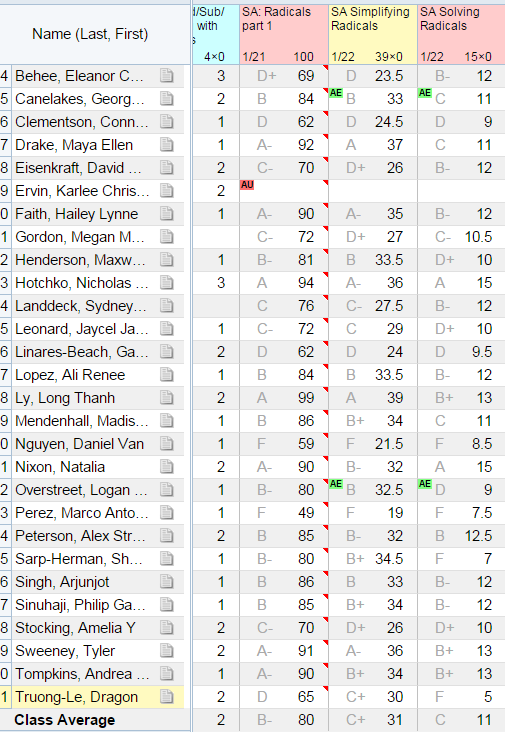 d/Sub/ SA: Radicals SA Simplifying SA Solving
Name (Last, First) with part 1 Radicals Radicals
s
4×0 1/21 100 1/22 39×0 1/22 15×0
4 Behee, Eleanor C... 3 D+ 69 D 23.5 B- 12
5 Canelakes, Georg... 2 B 84 AE B 33 AE C 11
6 Clementson, Conn... 1 D 62 D 24.5 D 9
7 Drake, Maya Ellen 1 A- 92 A 37 C 11
8 Eisenkraft, David ... 2 C- 70 D+ 26 B- 12
9 Ervin, Karlee Chris... 2 AU
0 Faith, Hailey Lynne 1 A- 90 A- 35 B- 12
1 Gordon, Megan M... C- 72 D+ 27 C- 10.5
2 Henderson, Maxw... 1 B- 81 B 33.5 D+ 10
3 Hotchko, Nicholas ... 3 A 94 A- 36 A 15
4 Landdeck, Sydney... C 76 C- 27.5 B- 12
5 Leonard, Jaycel Ja... 1 C- 72 C 29 D+ 10
6 Linares-Beach, Ga... 2 D 62 D 24 D 9.5
7 Lopez, Ali Renee 1 B 84 B 33.5 B- 12
8 Ly, Long Thanh 2 A 99 A 39 B+ 13
9 Mendenhall, Madis... 1 B 86 B+ 34 C 11
0 Nguyen, Daniel Van 1 F 59 F 21.5 F 8.5
1 Nixon, Natalia 2 A- 90 B- 32 A 15
2 Overstreet, Logan ... 1 B- 80 AE B 32.5 AE D 9
3 Perez, Marco Anto... 1 F 49 F 19 F 7.5
4 Peterson, Alex Str... 2 B 85 B- 32 B 12.5
5 Sarp-Herman, Sh... 1 B- 80 B+ 34.5 F 7
6 Singh, Arjunjot 1 B 86 B 33 B- 12
7 Sinuhaji, Philip Ga... 1 B 85 B+ 34 B- 12
8 Stocking, Amelia Y 2 C- 70 D+ 26 D+ 10
9 Sweeney, Tyler 2 A- 91 A- 36 B+ 13
0 Tompkins, Andrea ... 1 A- 90 B+ 34 B+ 13
1 Truong-Le, Dragon 2 D 65 C+ 30 F 5
Class Average 2 B- 80 C+ 31 C 11